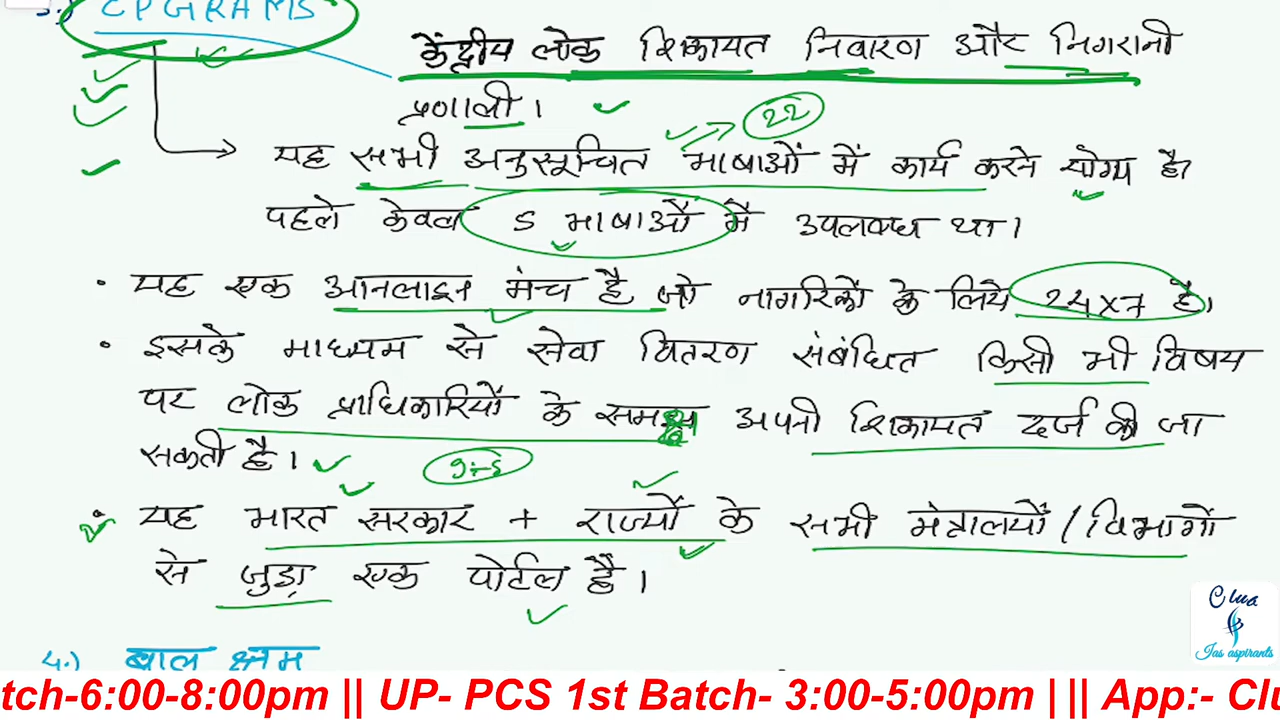 3.) CPGRAMS
केंद्रीय लोक शिकायत निवारण और निगरानी
प्रणाली।
22
यह सभी अनुसूचित भाषाओं में कार्य करने योग्य है।
पहले केवल 5 भाषाओं में उपलब्ध था।
• यह एक आनलाइन मंच है जो नागरिकों के लिये 24x7 है।
• इसके माध्यम से सेवा वितरण संबंधित किसी भी विषय
पर लोक प्राधिकारियों के समक्ष अपनी शिकायत दर्ज की जा
सकती है।
• यह भारत सरकार + राज्यों के सभी मंत्रालयों / विभागों
से जुड़ा एक पोर्टल है।
4.) बाल श्रम
Clue
Ias aspirants
tch-6:00-8:00pm || UP- PCS 1st Batch- 3:00-5:00pm | || App:- Clu